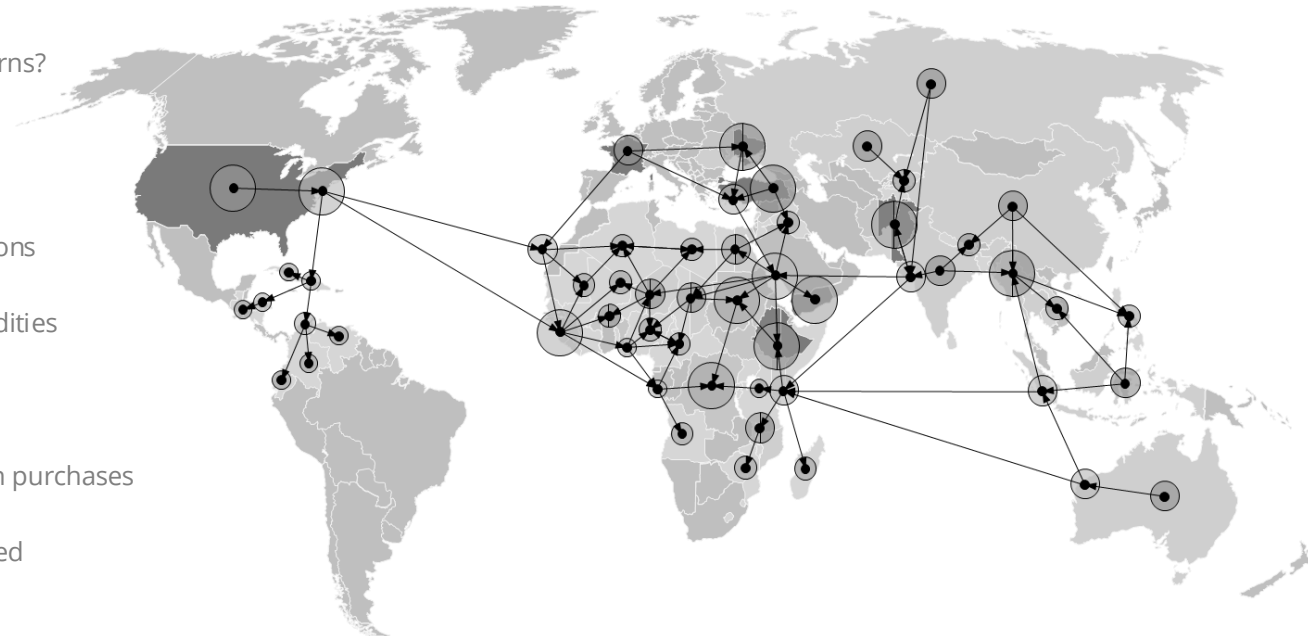 rns?
ons
dities
n purchases
ed